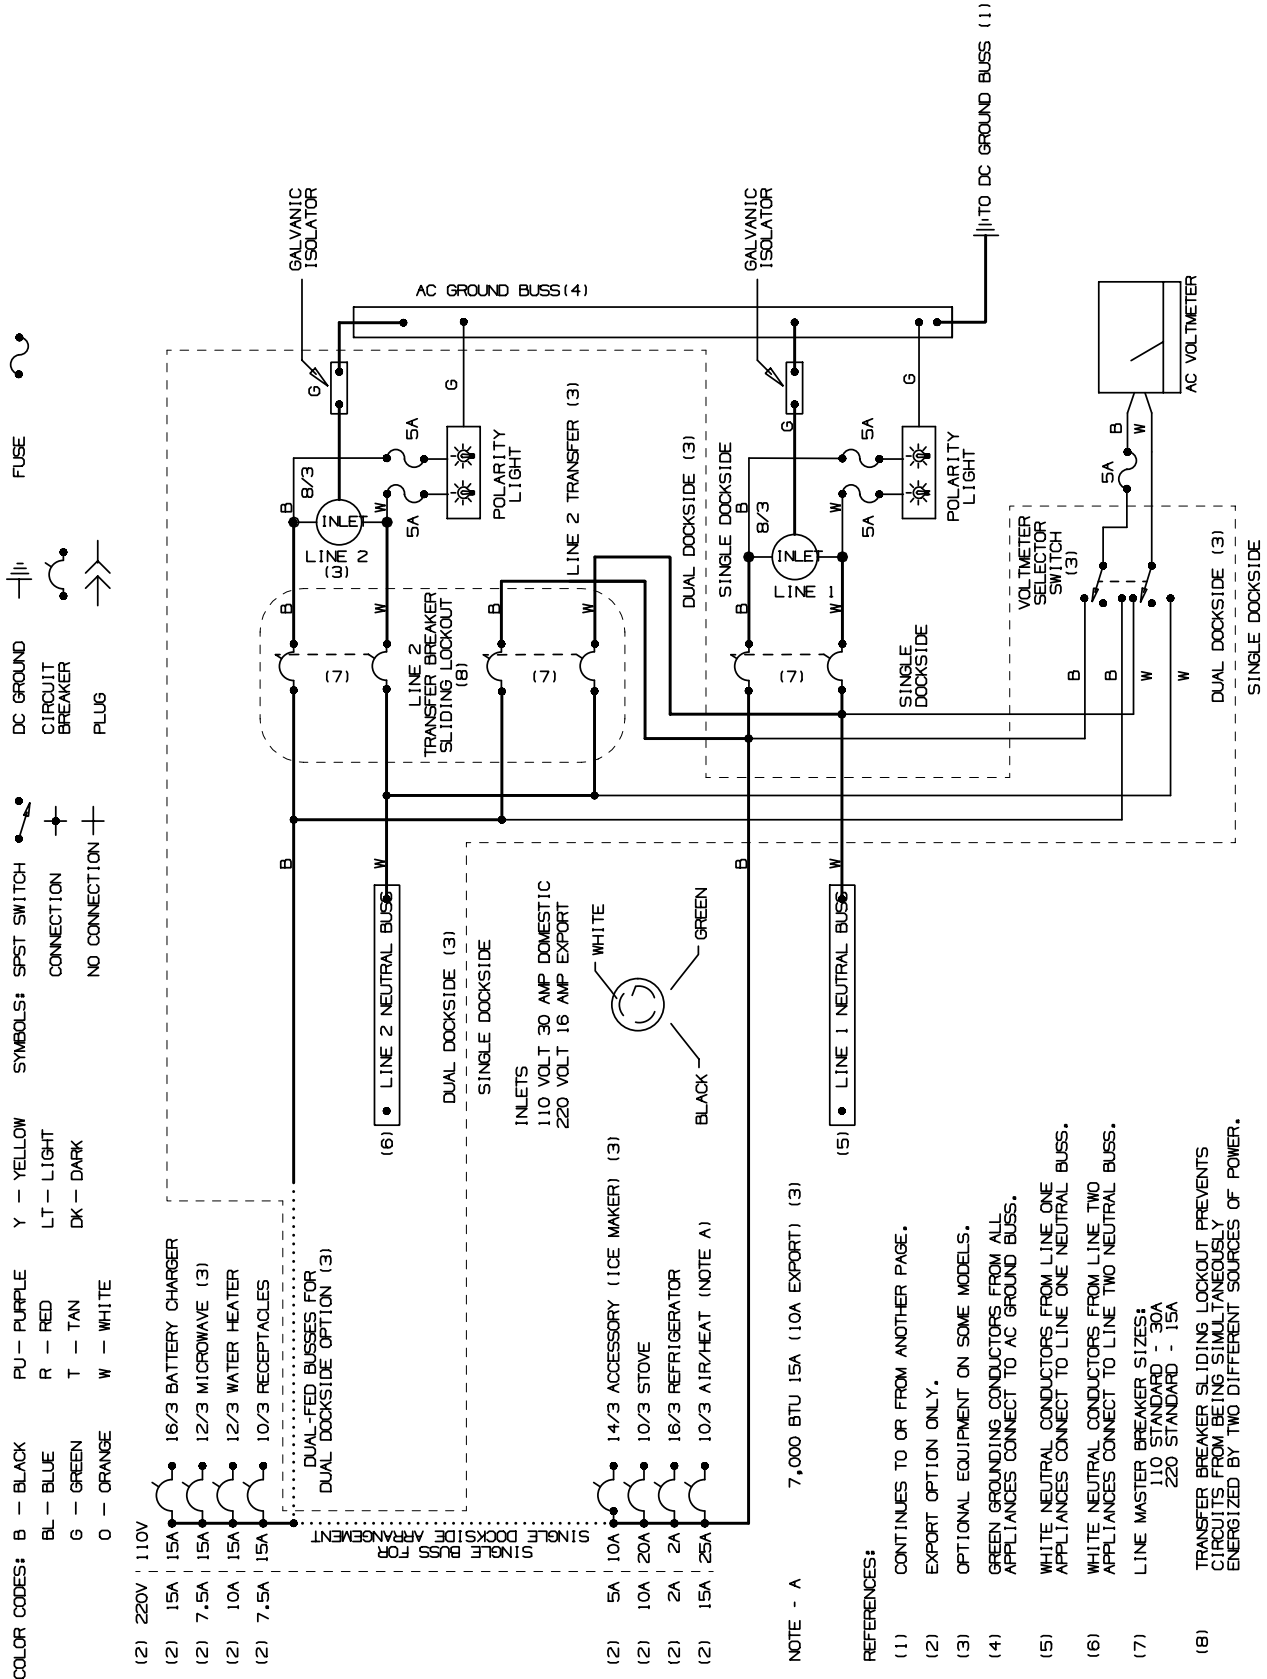 COLOR CODES: B - BLACK PU - PURPLE Y - YELLOW SYMBOLS: SPST SWITCH DC GROUND FUSE
BL - BLUE R - RED LT - LIGHT CONNECTION CIRCUIT
BREAKER
G - GREEN T - TAN DK - DARK NO CONNECTION PLUG
O - ORANGE W - WHITE
(2) 220V 110V
(2) 15A 15A 16/3 BATTERY CHARGER
(2) 7.5A 15A 12/3 MICROWAVE (3)
(2) 10A 15A 12/3 WATER HEATER
(2) 7.5A 15A 10/3 RECEPTACLES
DUAL-FED BUSSES FOR
DUAL DOCKSIDE OPTION (3)
SINGLE BUSS FOR
SINGLE DOCKSIDE ARRANGEMENT
(2) 5A 10A 14/3 ACCESSORY (ICE MAKER) (3)
(2) 10A 20A 10/3 STOVE
(2) 2A 2A 16/3 REFRIGERATOR
(2) 15A 25A 10/3 AIR/HEAT (NOTE A)
NOTE - A 7,000 BTU 15A (10A EXPORT) (3)
REFERENCES:
(1) CONTINUES TO OR FROM ANOTHER PAGE.
(2) EXPORT OPTION ONLY.
(3) OPTIONAL EQUIPMENT ON SOME MODELS.
(4) GREEN GROUNDING CONDUCTORS FROM ALL
APPLIANCES CONNECT TO AC GROUND BUSS.
(5) WHITE NEUTRAL CONDUCTORS FROM LINE ONE
APPLIANCES CONNECT TO LINE ONE NEUTRAL BUSS.
(6) WHITE NEUTRAL CONDUCTORS FROM LINE TWO
APPLIANCES CONNECT TO LINE TWO NEUTRAL BUSS.
(7) LINE MASTER BREAKER SIZES:
110 STANDARD - 30A
220 STANDARD - 15A
(8) TRANSFER BREAKER SLIDING LOCKOUT PREVENTS
CIRCUITS FROM BEING SIMULTANEOUSLY
ENERGIZED BY TWO DIFFERENT SOURCES OF POWER.
B
(6) LINE 2 NEUTRAL BUSS W
DUAL DOCKSIDE (3)
SINGLE DOCKSIDE
INLETS
110 VOLT 30 AMP DOMESTIC
220 VOLT 16 AMP EXPORT
WHITE
BLACK
GREEN
B
(5) LINE 1 NEUTRAL BUSS W
(7)
LINE 2
TRANSFER BREAKER
SLIDING LOCKOUT
(8)
(7)
B
W
B
W
B
INLET
LINE 2
(3)
8/3
W
5A
5A
POLARITY
LIGHT
G
G
GALVANIC
ISOLATOR
AC GROUND BUSS(4)
LINE 2 TRANSFER (3)
DUAL DOCKSIDE (3)
SINGLE DOCKSIDE
(7)
SINGLE
DOCKSIDE
B
W
B
8/3
INLET
LINE 1
W
5A
5A
POLARITY
LIGHT
G
G
GALVANIC
ISOLATOR
TO DC GROUND BUSS (1)
VOLTMETER
SELECTOR
SWITCH
(3)
B
B
W
W
5A
B
W
AC VOLTMETER
DUAL DOCKSIDE (3)
SINGLE DOCKSIDE